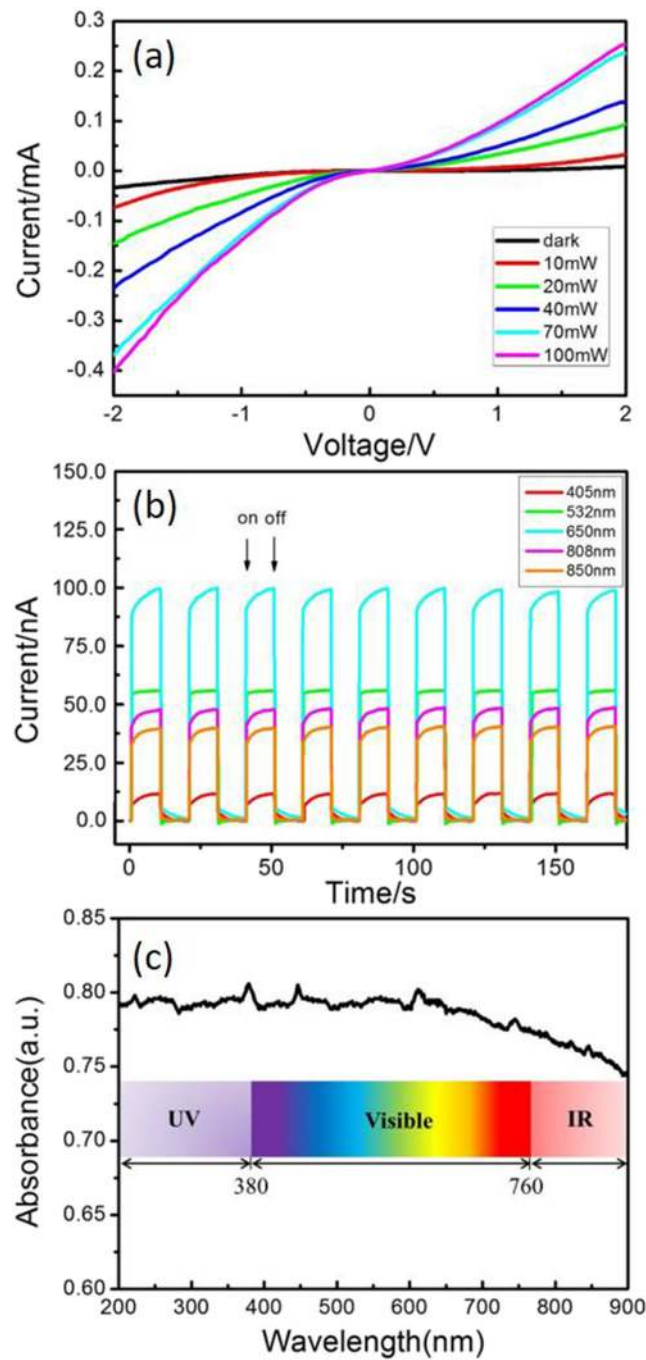 (a)
0.3
0.2
0.1
0.0
-0.1
-0.2
-0.3
-0.4
Current/mA
dark
10mW
20mW
40mW
70mW
100mW
-2 -1 0 1 2
Voltage/V
(b)
150.0
125.0
100.0
75.0
50.0
25.0
0.0
Current/nA
on off
405nm
532nm
650nm
808nm
850nm
0 50 100 150
Time/s
(c)
0.85
0.80
0.75
0.70
0.65
0.60
Absorbance(a.u.)
UV Visible IR
380 760
200 300 400 500 600 700 800 900
Wavelength(nm)